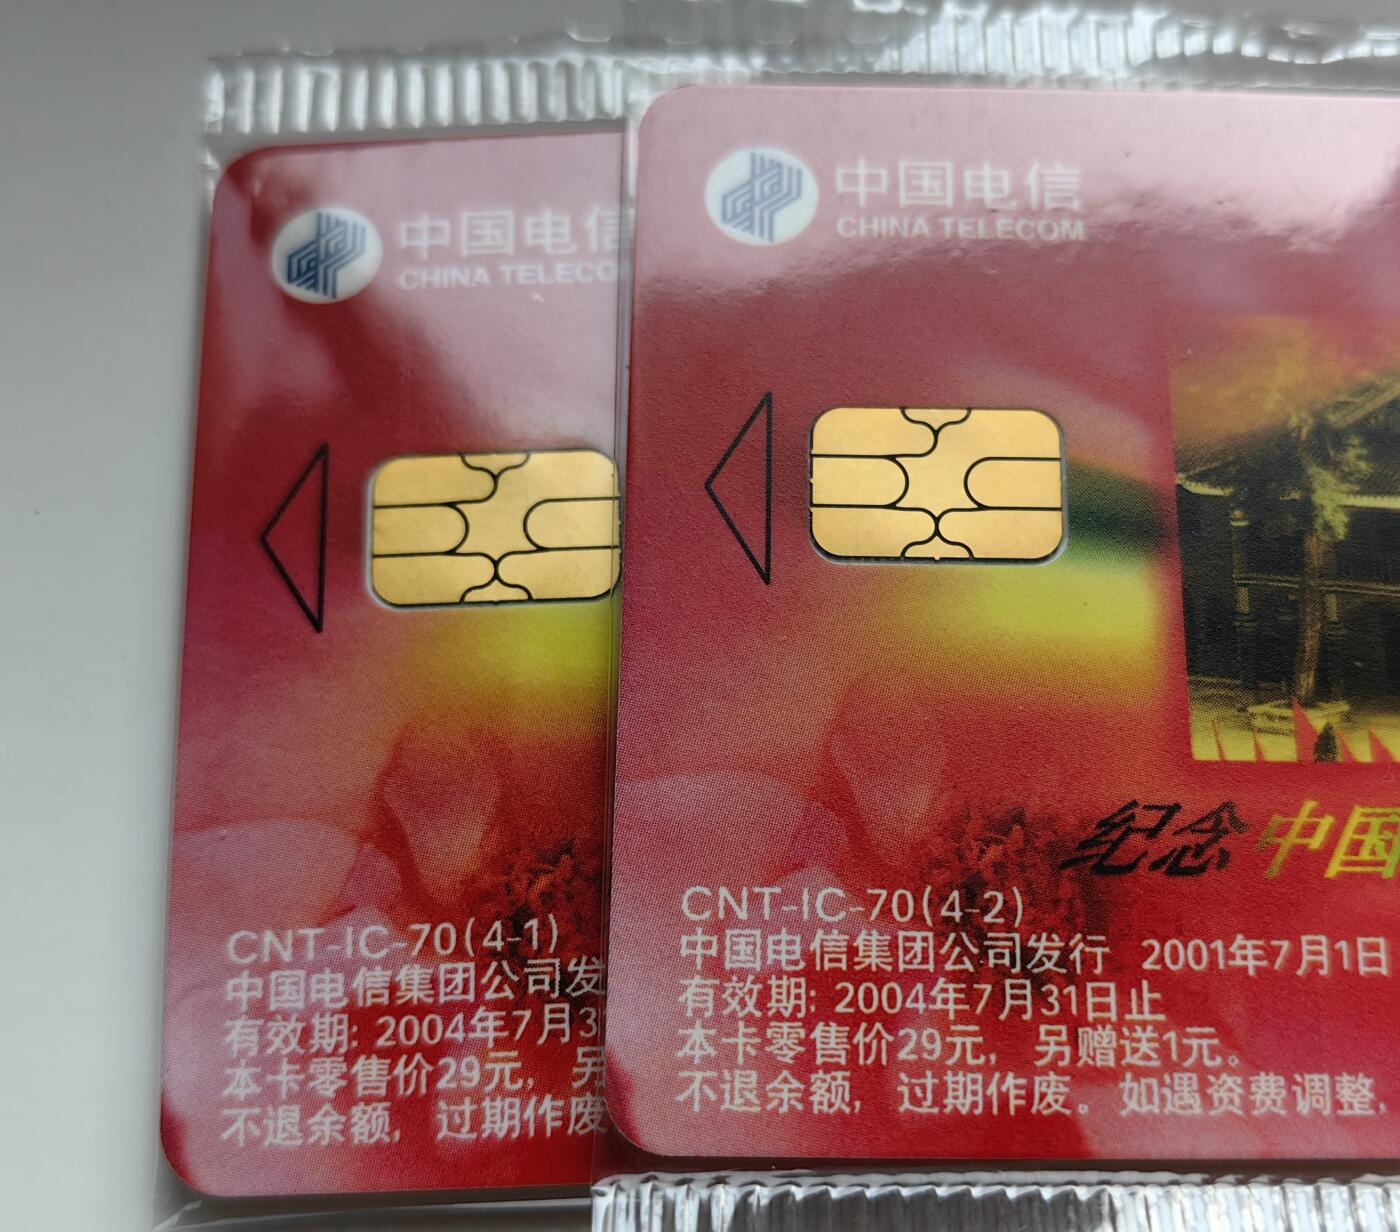 中国电信
CHINA TELECO
CNT-IC-70(4-1)
中国电信集团公司发
有效期: 2004年7月3
本卡零售价29元, 另
不退余额, 过期作废
中国电信
CHINA TELECOM
纪念 中国
CNT-IC-70(4-2)
中国电信集团公司发行 2001年7月1日
有效期: 2004年7月31日止
本卡零售价29元, 另赠送1元。
不退余额, 过期作废。如遇资费调整,